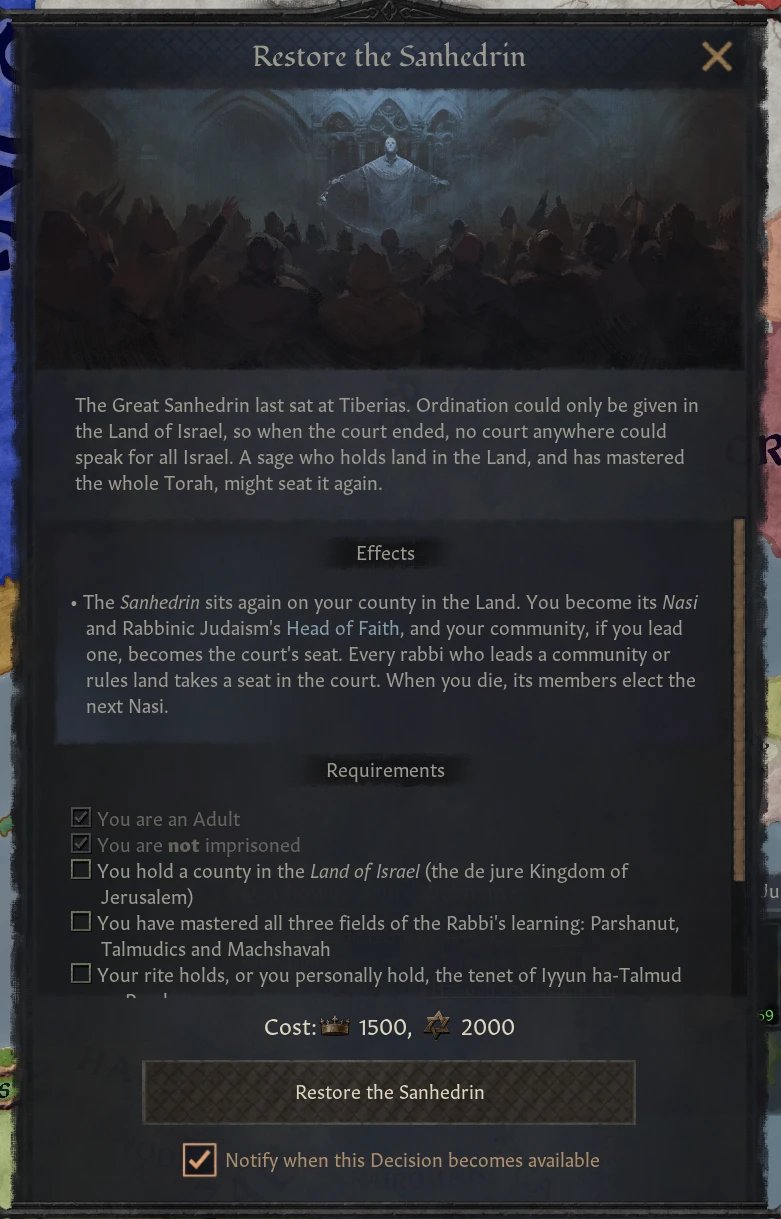 Restore the Sanhedrin
The Great Sanhedrin last sat at Tiberias. Ordination could only be given in
the Land of Israel, so when the court ended, no court anywhere could
speak for all Israel. A sage who holds land in the Land, and has mastered
the whole Torah, might seat it again.
Effects
• The Sanhedrin sits again on your county in the Land. You become its Nasi
and Rabbinic Judaism's Head of Faith, and your community, if you lead
one, becomes the court's seat. Every rabbi who leads a community or
rules land takes a seat in the court. When you die, its members elect the
next Nasi.
Requirements
You are an Adult
You are not imprisoned
You hold a county in the Land of Israel (the de jure Kingdom of
Jerusalem)
You have mastered all three fields of the Rabbi's learning: Parshanut,
Talmudics and Machshavah
Your rite holds, or you personally hold, the tenet of Iyyun ha-Talmud
Cost: 1500, 2000
Restore the Sanhedrin
Notify when this Decision becomes available